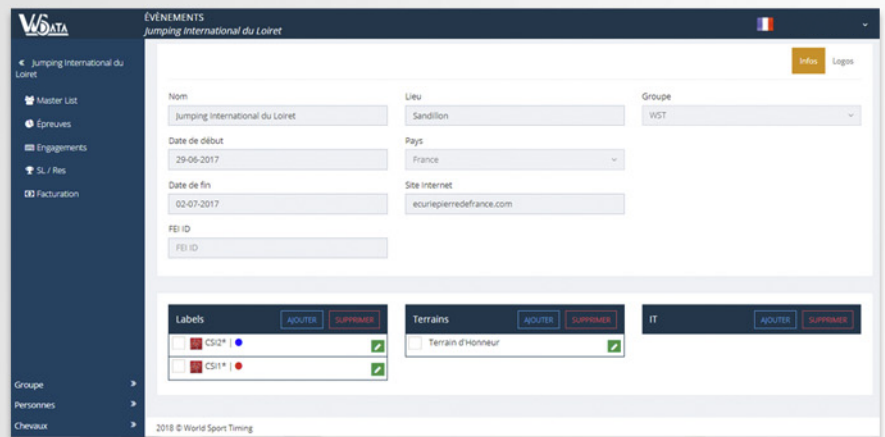 WSDATA
ÉVÈNEMENTS
Jumping International du Loiret
« Jumping International du
Loiret
Master List
Épreuves
Engagements
SL / Res
Facturation
Groupe »
Personnes »
Chevaux »
Infos Logos
Nom Lieu Groupe
Jumping International du Loiret Sandillon WST
Date de début Pays
29-06-2017 France
Date de fin Site Internet
02-07-2017 ecuriepierredefrance.com
FEI ID
FEI ID
Labels AJOUTER SUPPRIMER Terrains AJOUTER SUPPRIMER IT AJOUTER SUPPRIMER
CSI2* | Terrain d'Honneur
CSI1* |
2018 © World Sport Timing